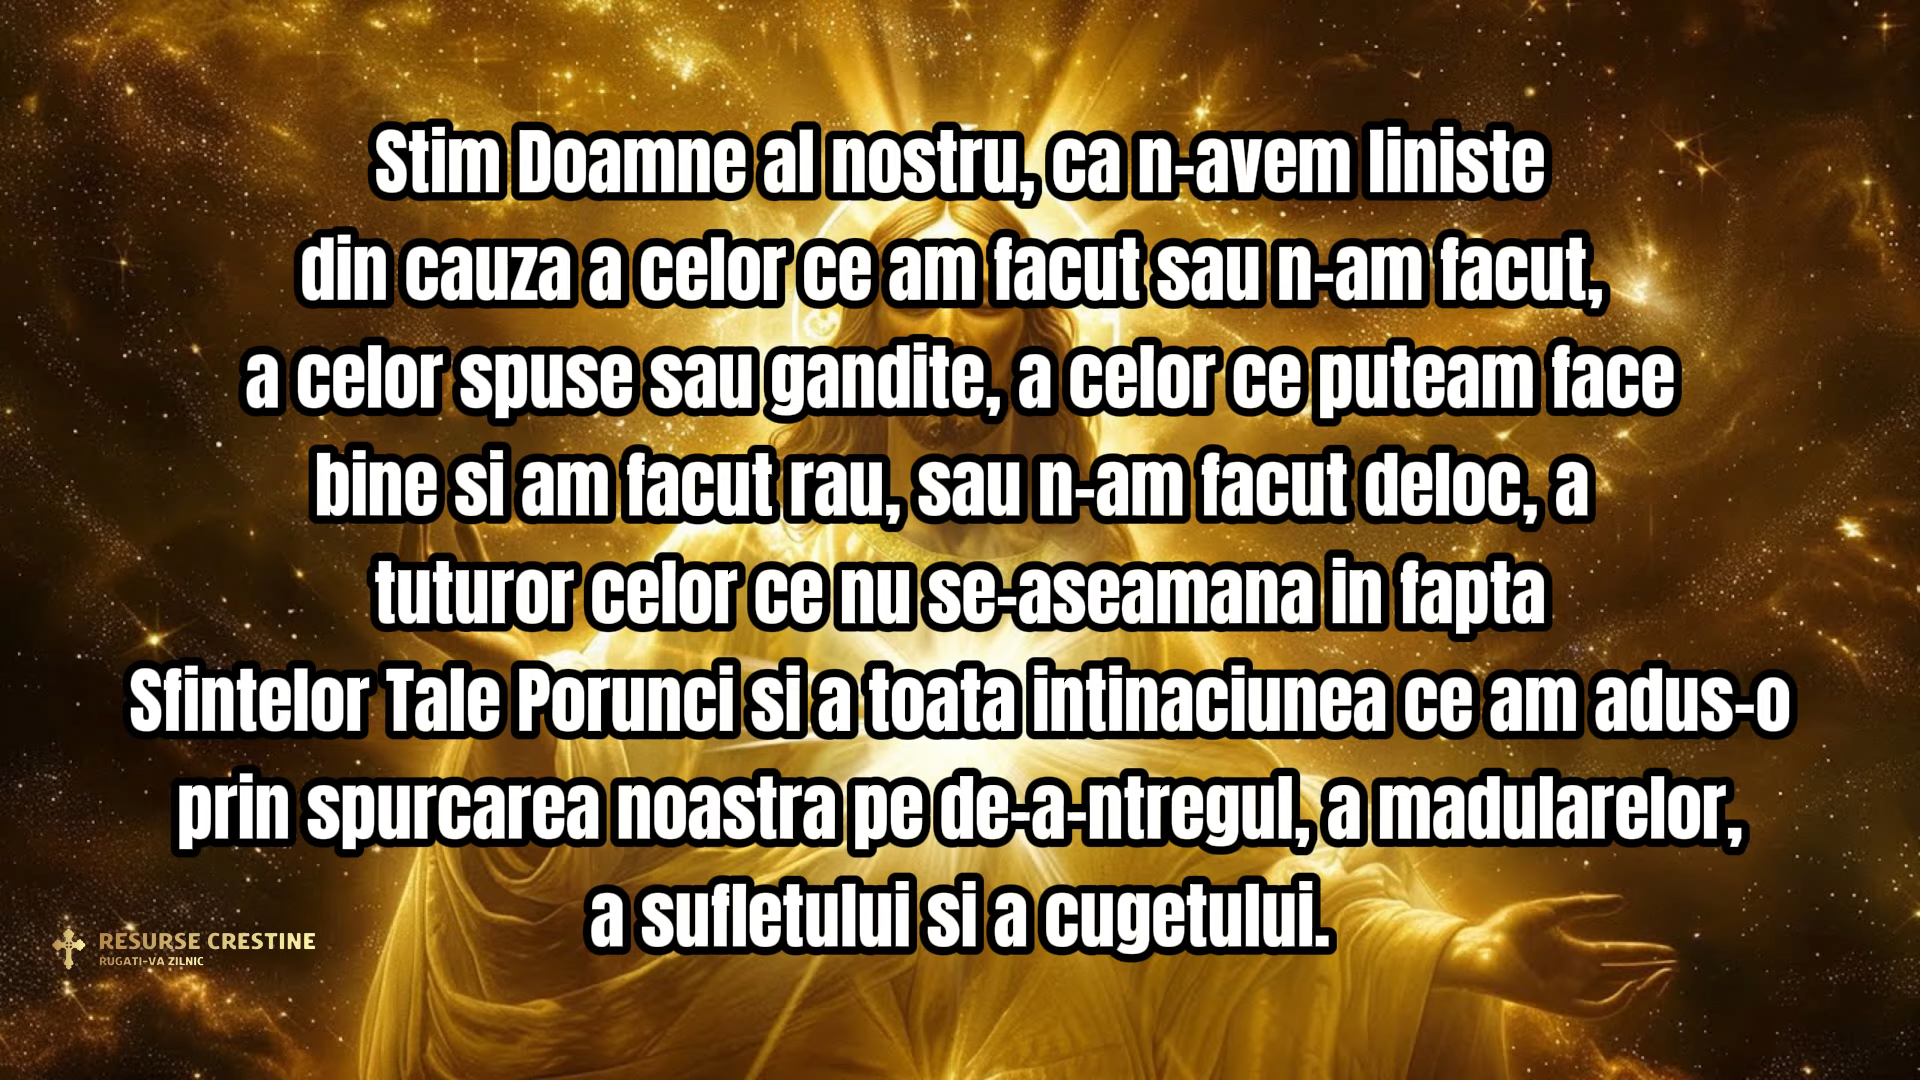 Stim Doamne al nostru, ca n-avem liniste
din cauza a celor ce am facut sau n-am facut,
a celor spuse sau gandite, a celor ce puteam face
bine si am facut rau, sau n-am facut deloc, a
tuturor celor ce nu se-aseamana in fapta
Sfintelor Tale Porunci si a toata intinaciunea ce am adus-o
prin spurcarea noastra pe de-a-ntregul, a madularelor,
a sufletului si a cugetului.
RESURSE CRESTINE
RUGATI-VA ZILNIC